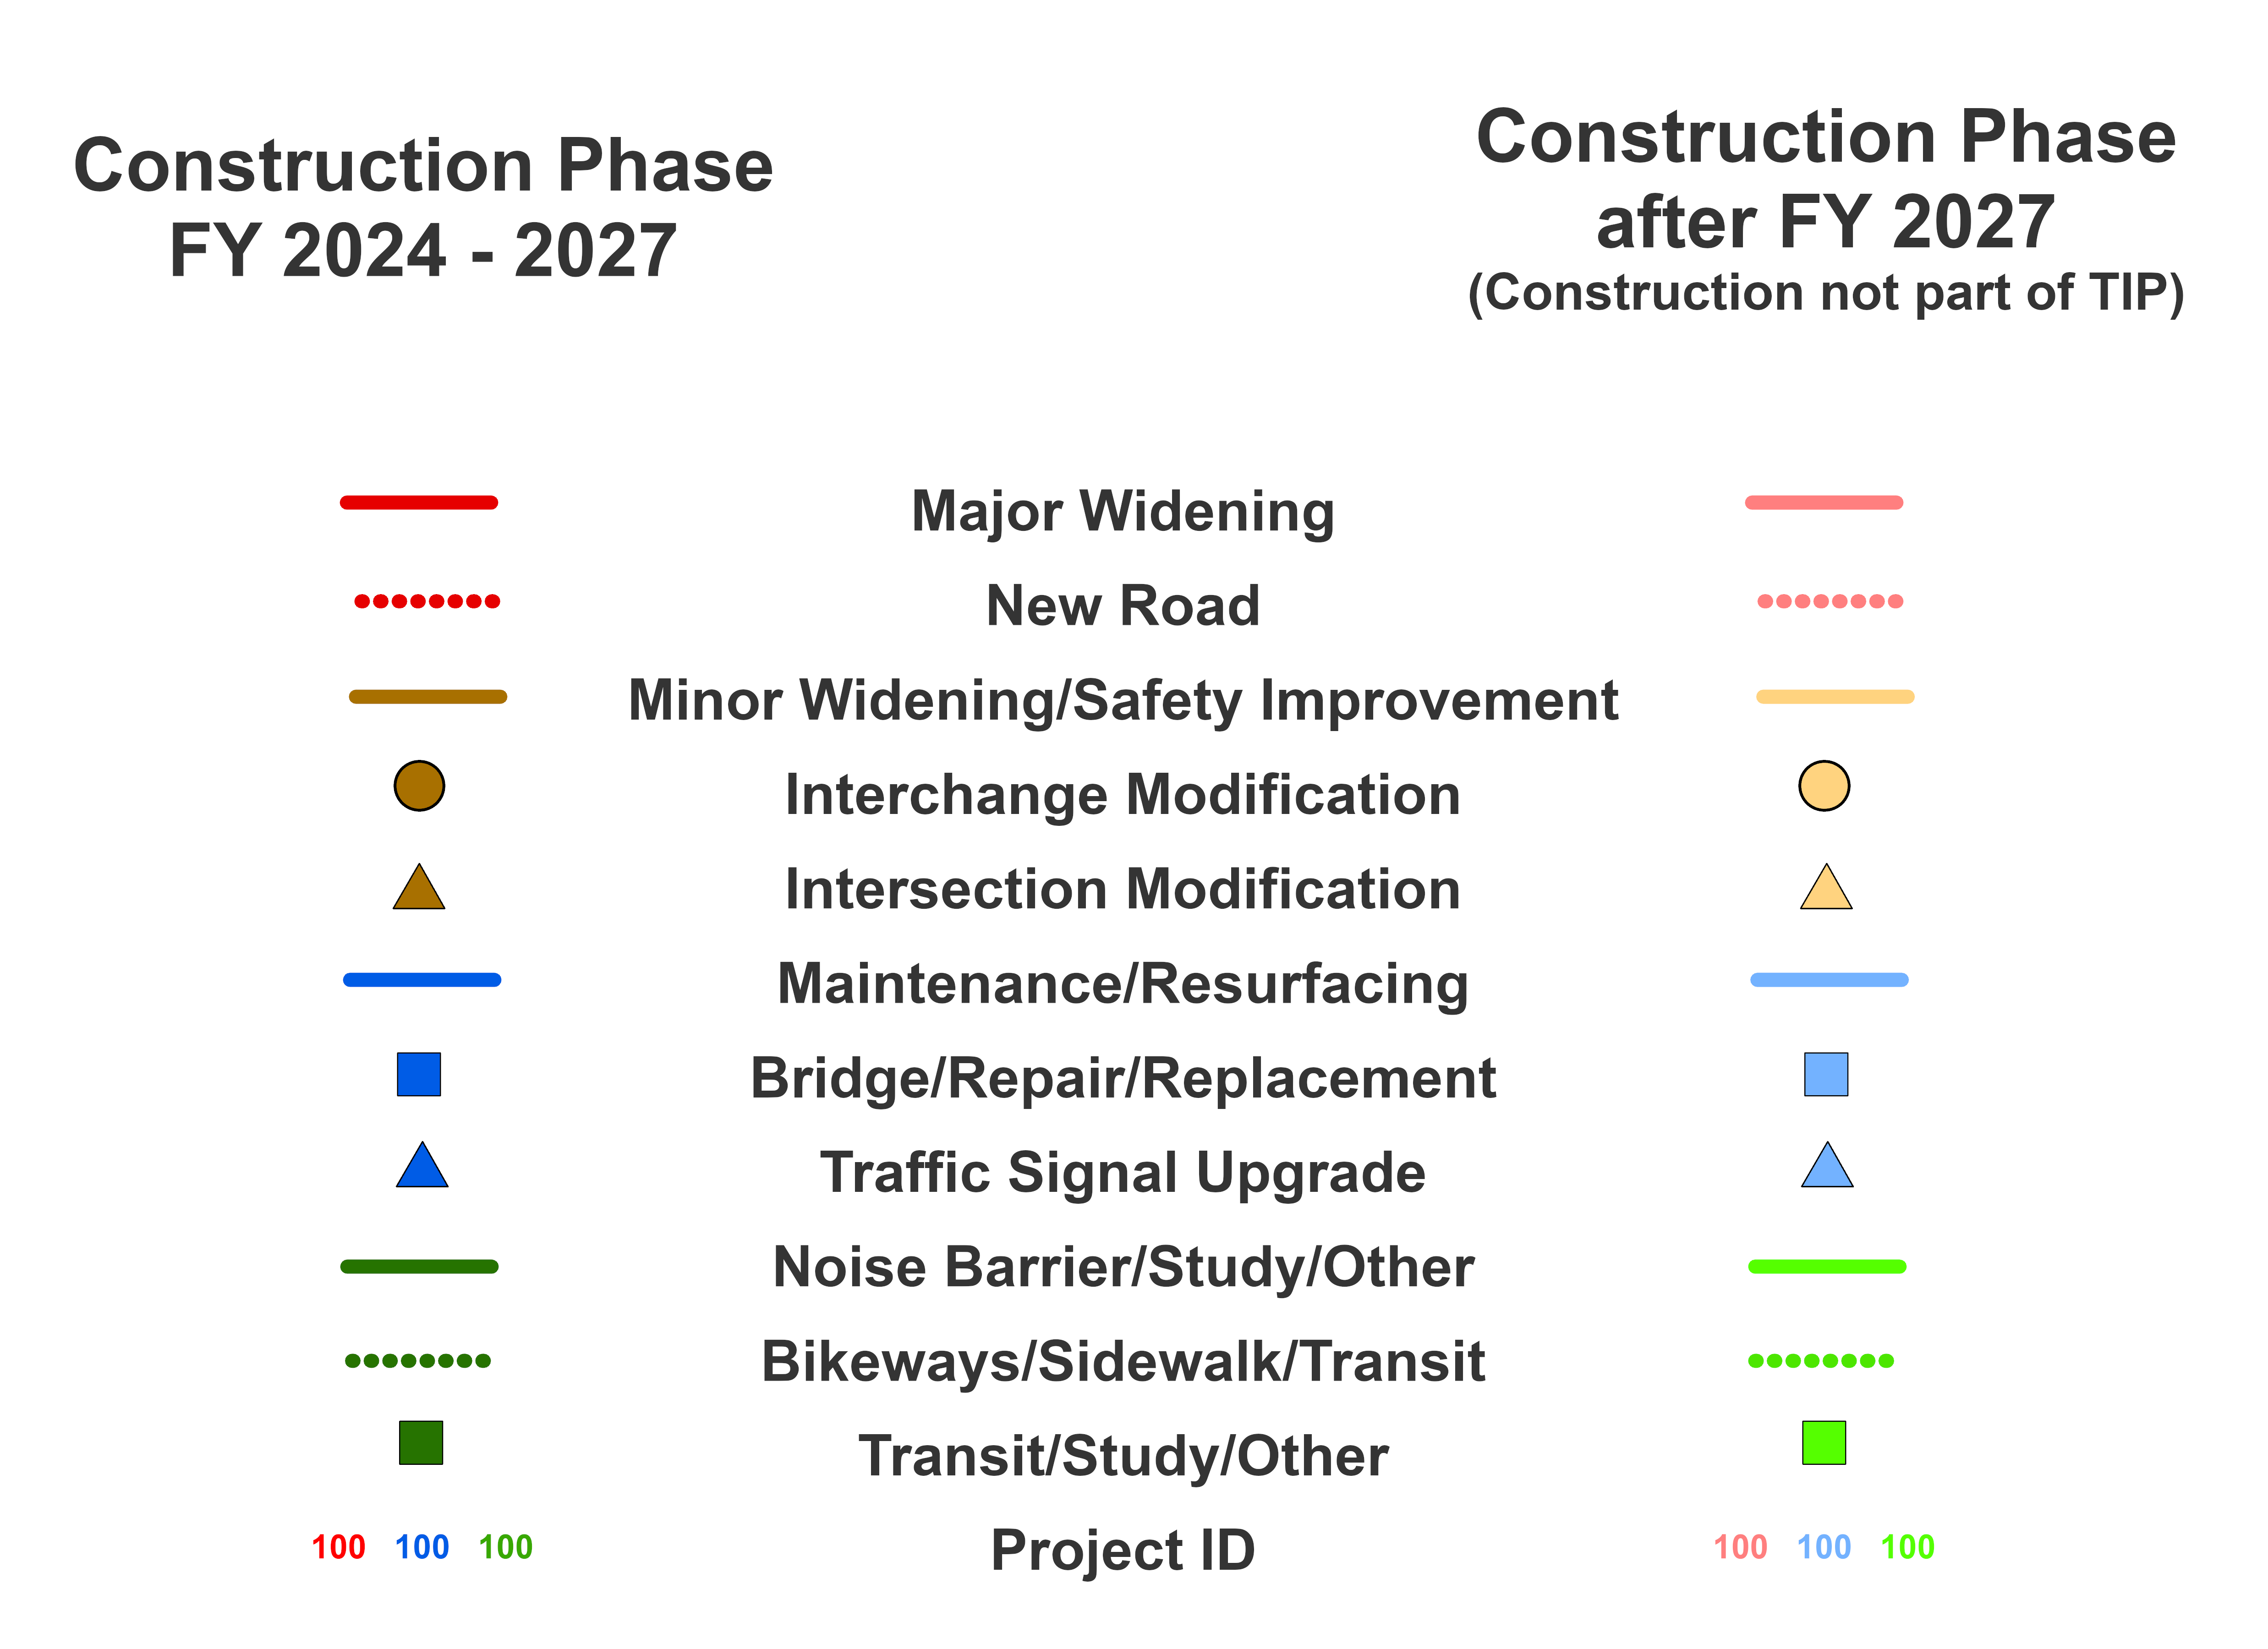 Construction Phase
FY 2024 - 2027
Construction Phase
after FY 2027
(Construction not part of TIP)
Major Widening
New Road
Minor Widening/Safety Improvement
Interchange Modification
Intersection Modification
Maintenance/Resurfacing
Bridge/Repair/Replacement
Traffic Signal Upgrade
Noise Barrier/Study/Other
Bikeways/Sidewalk/Transit
Transit/Study/Other
100 100 100 Project ID 100 100 100